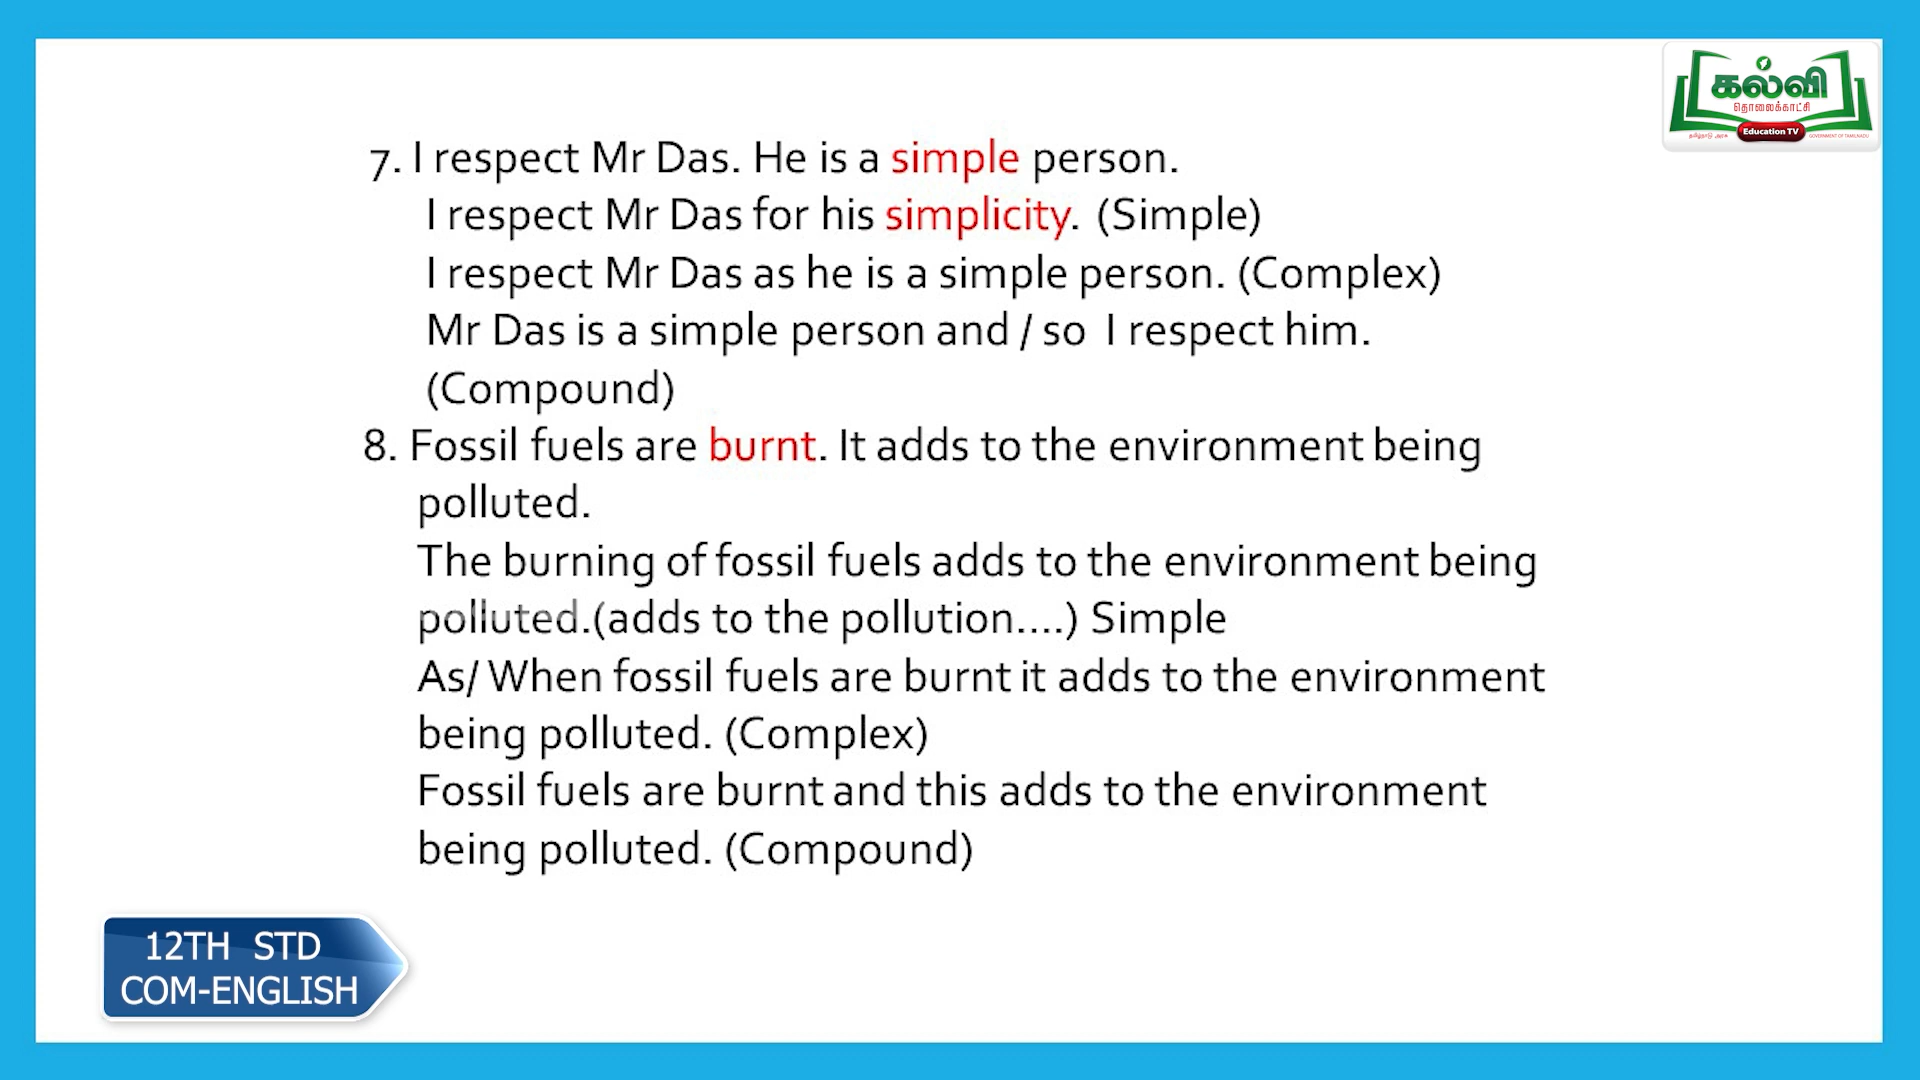 கல்வி
தொலைக்காட்சி
Education TV
தமிழ்நாடு அரசு
GOVERNMENT OF TAMILNADU
7. I respect Mr Das. He is a simple person.
I respect Mr Das for his simplicity. (Simple)
I respect Mr Das as he is a simple person. (Complex)
Mr Das is a simple person and / so I respect him.
(Compound)
8. Fossil fuels are burnt. It adds to the environment being
polluted.
The burning of fossil fuels adds to the environment being
polluted.(adds to the pollution....) Simple
As/ When fossil fuels are burnt it adds to the environment
being polluted. (Complex)
Fossil fuels are burnt and this adds to the environment
being polluted. (Compound)
12TH STD
COM-ENGLISH